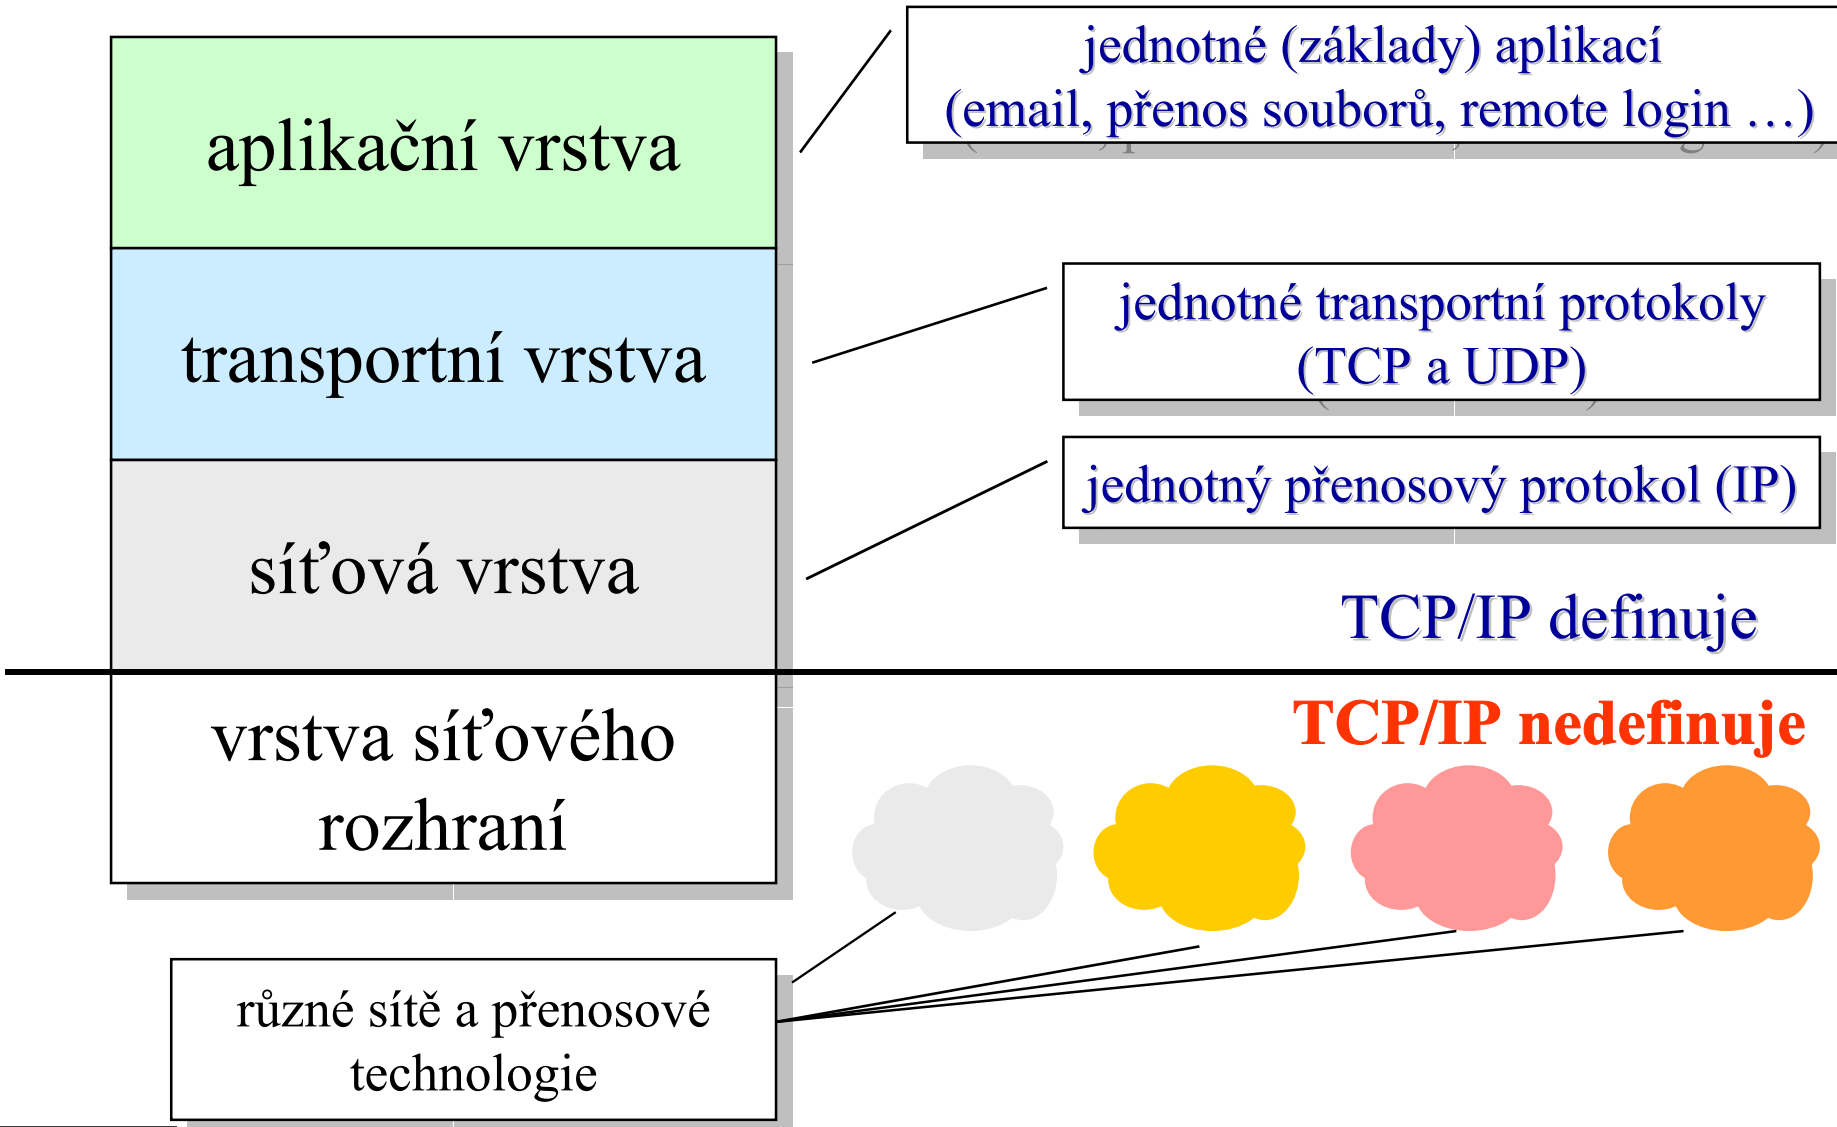 jednotné (základy) aplikací
(email, přenos souborů, remote login …)
aplikační vrstva
jednotné transportní protokoly
(TCP a UDP)
transportní vrstva
jednotný přenosový protokol (IP)
síťová vrstva
TCP/IP definuje
TCP/IP nedefinuje
vrstva síťového
rozhraní
různé sítě a přenosové
technologie